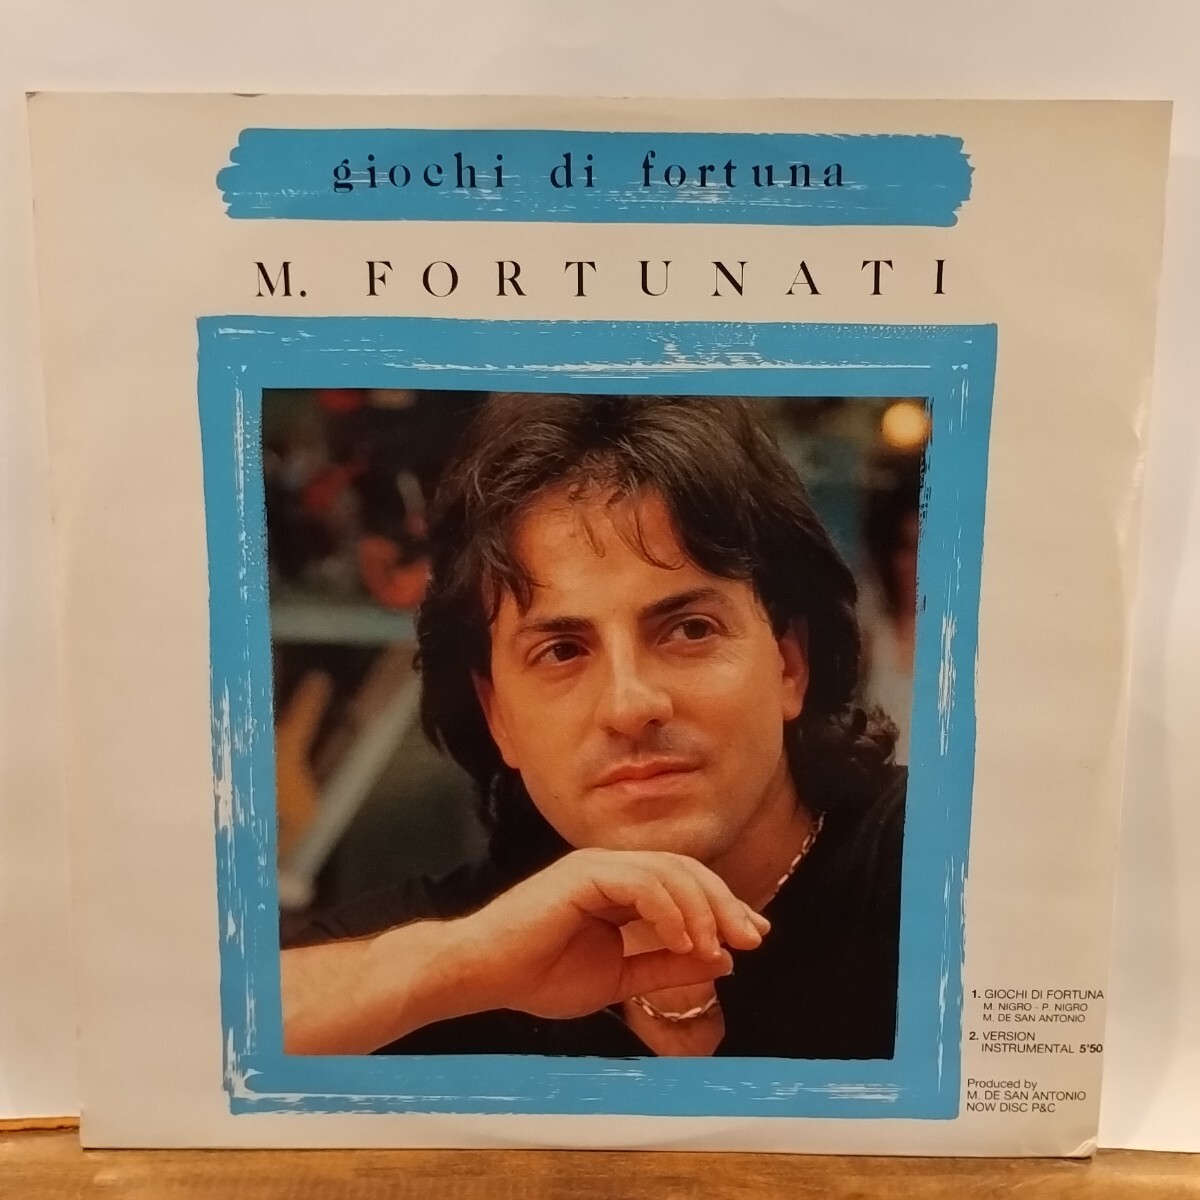 giochi di fortuna
M. FORTUNATI
1. GIOCHI DI FORTUNA
M. NIGRO - P. NIGRO
M. DE SAN ANTONIO
2. VERSION
INSTRUMENTAL 5'50
Produced by
M. DE SAN ANTONIO
NOW DISC P&C